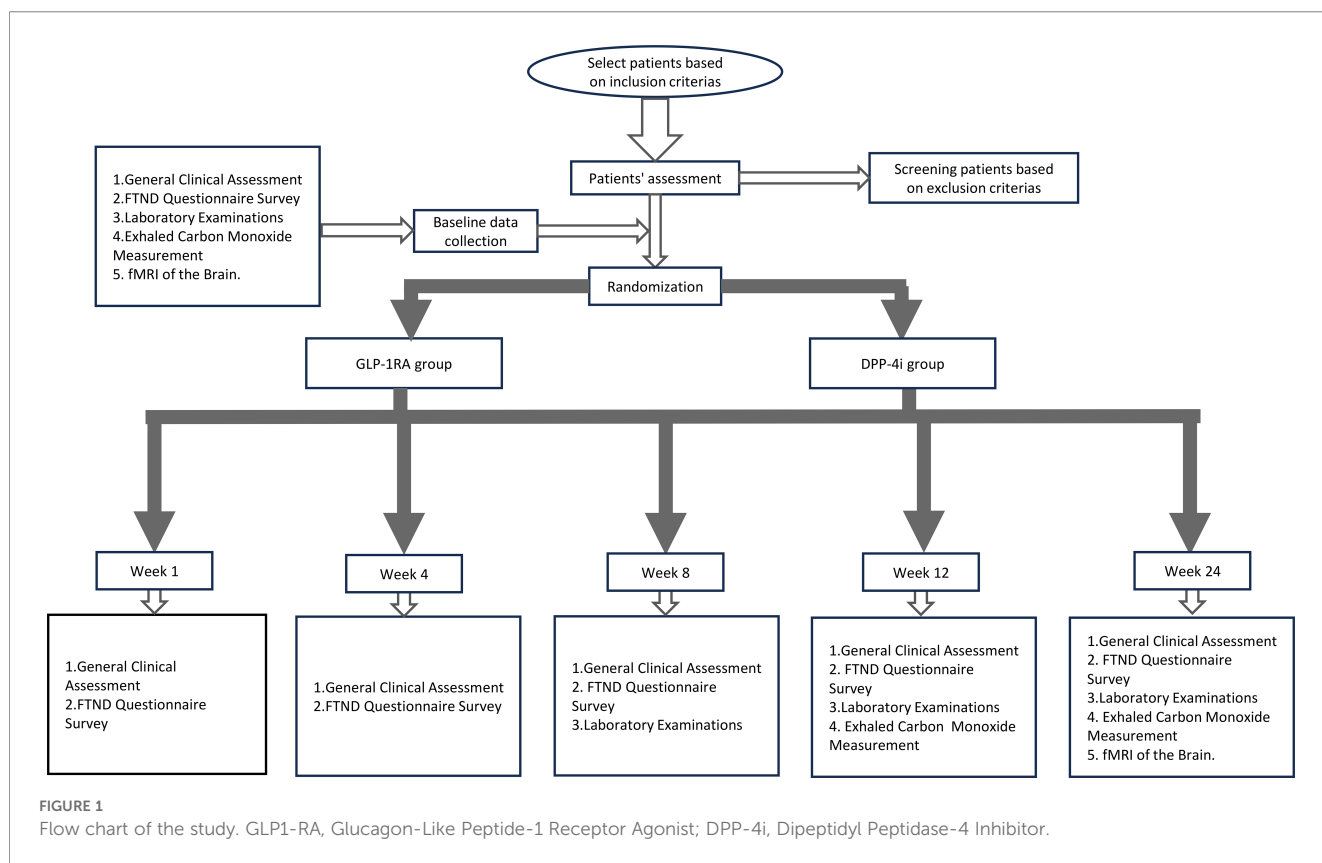 Select patients based
on inclusion criterias
Patients' assessment
Screening patients based
on exclusion criterias
1.General Clinical Assessment
2.FTND Questionnaire Survey
3.Laboratory Examinations
4.Exhaled Carbon Monoxide
Measurement
5. fMRI of the Brain.
Baseline data
collection
Randomization
GLP-1RA group
DPP-4i group
Week 1
Week 4
Week 8
Week 12
Week 24
1.General Clinical
Assessment
2.FTND Questionnaire
Survey
1.General Clinical Assessment
2.FTND Questionnaire Survey
1.General Clinical Assessment
2. FTND Questionnaire
Survey
3.Laboratory Examinations
1.General Clinical Assessment
2. FTND Questionnaire
Survey
3.Laboratory Examinations
4. Exhaled Carbon Monoxide
Measurement
1.General Clinical Assessment
2. FTND Questionnaire
Survey
3.Laboratory Examinations
4. Exhaled Carbon Monoxide
Measurement
5. fMRI of the Brain.
FIGURE 1
Flow chart of the study. GLP1-RA, Glucagon-Like Peptide-1 Receptor Agonist; DPP-4i, Dipeptidyl Peptidase-4 Inhibitor.